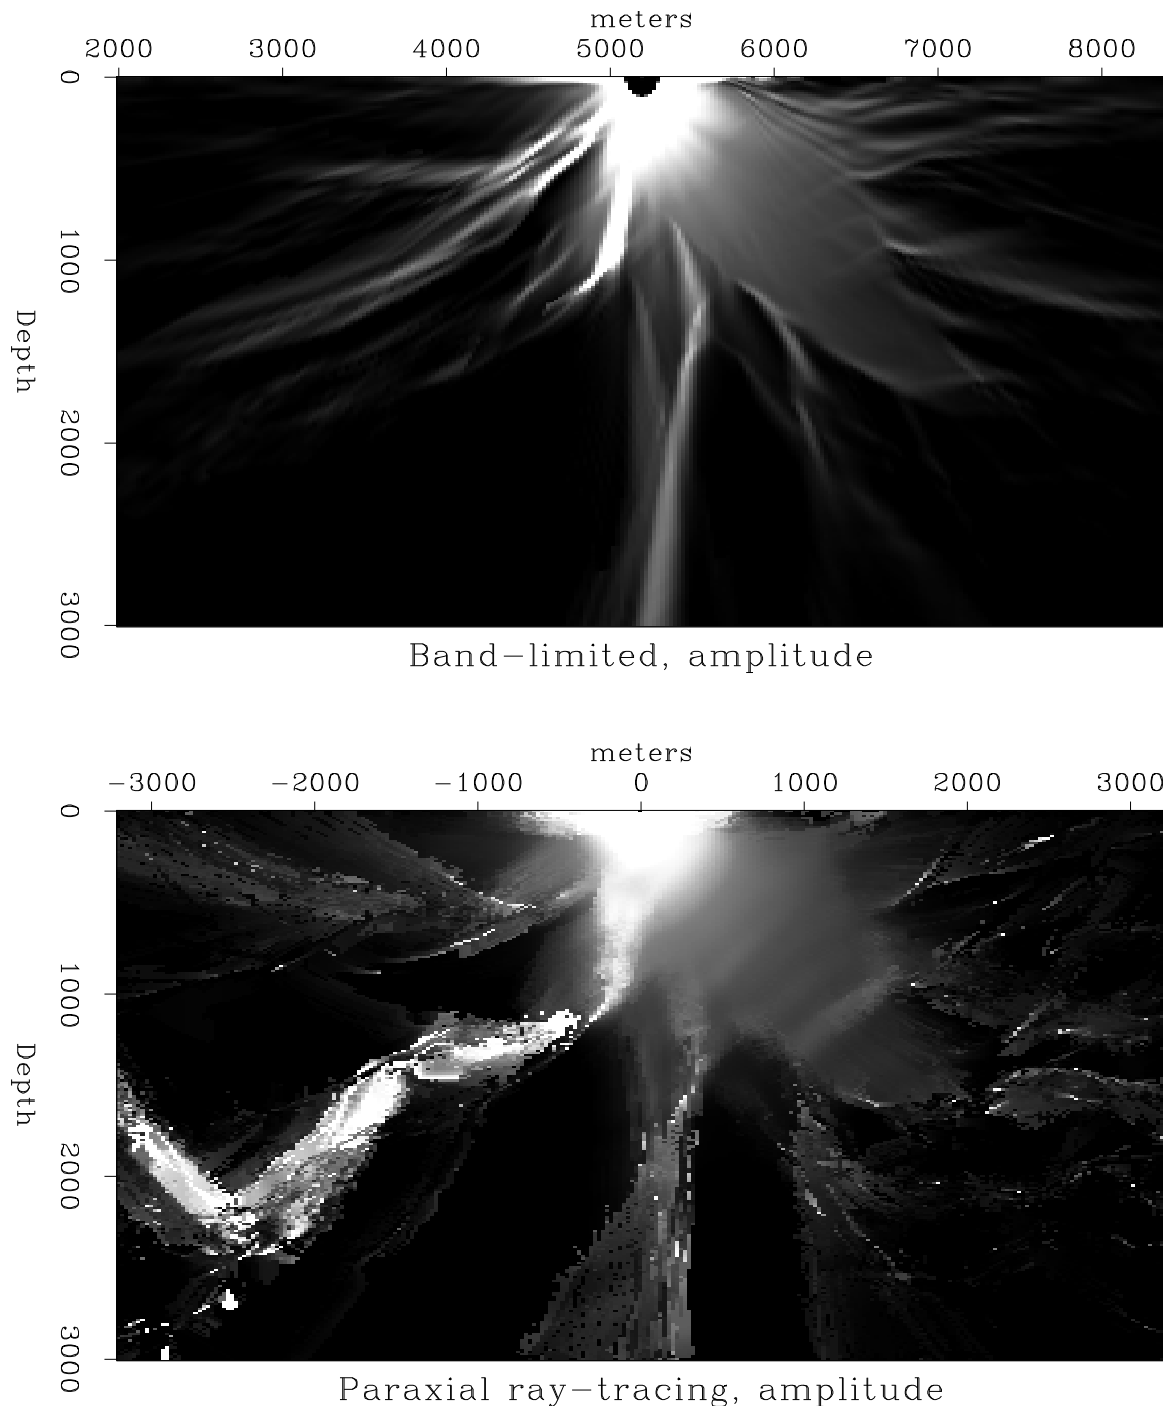 meters
2000 3000 4000 5000 6000 7000 8000
0
1000
2000
3000
Depth
Band−limited, amplitude
meters
−3000 −2000 −1000 0 1000 2000 3000
0
1000
2000
3000
Depth
Paraxial ray−tracing, amplitude